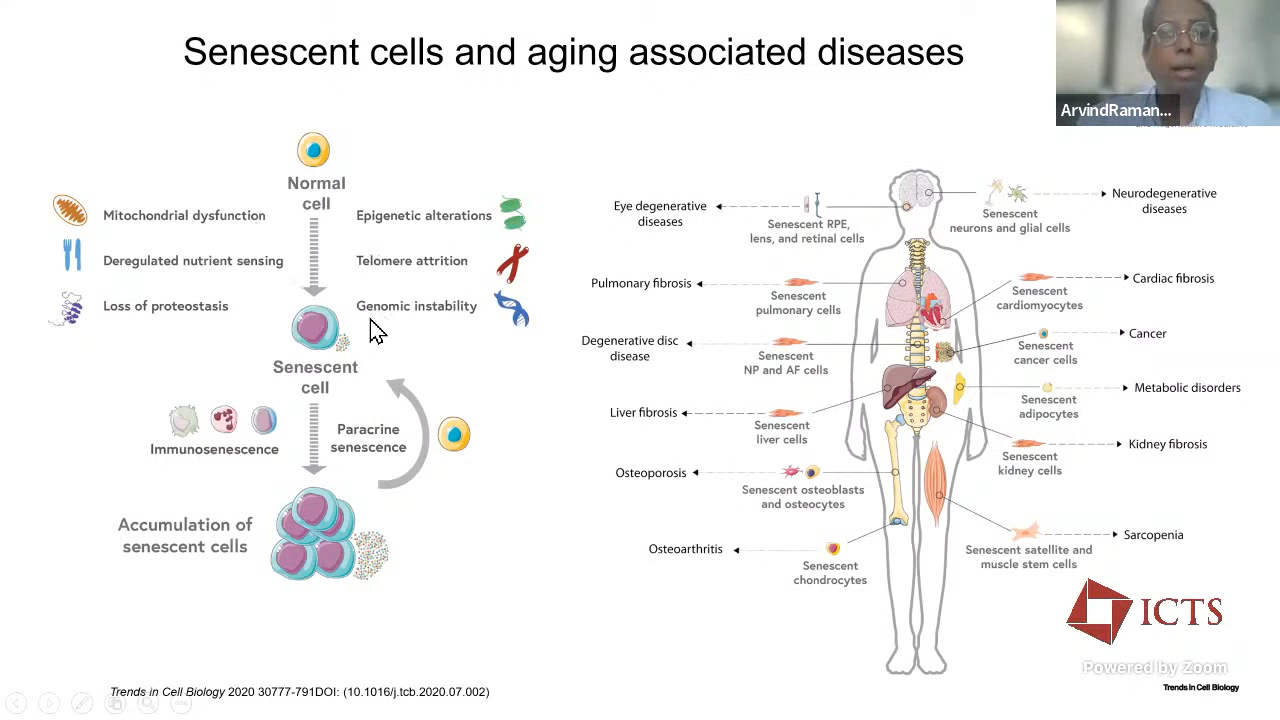 Senescent cells and aging associated diseases
ArvindRaman...
Normal
cell
Mitochondrial dysfunction
Epigenetic alterations
Deregulated nutrient sensing
Telomere attrition
Loss of proteostasis
Genomic instability
Senescent
cell
Immunosenescence
Paracrine
senescence
Accumulation of
senescent cells
Eye degenerative
diseases
Senescent RPE,
lens, and retinal cells
Senescent
neurons and glial cells
Neurodegenerative
diseases
Pulmonary fibrosis
Senescent
pulmonary cells
Senescent
cardiomyocytes
Cardiac fibrosis
Degenerative disc
disease
Senescent
NP and AF cells
Senescent
cancer cells
Cancer
Senescent
adipocytes
Metabolic disorders
Liver fibrosis
Senescent
liver cells
Senescent
kidney cells
Kidney fibrosis
Osteoporosis
Senescent osteoblasts
and osteocytes
Osteoarthritis
Senescent
chondrocytes
Senescent satellite and
muscle stem cells
Sarcopenia
ICTS
Powered by Zoom
Trends in Cell Biology 2020 30777-791DOI: (10.1016/j.tcb.2020.07.002)
Trends in Cell Biology